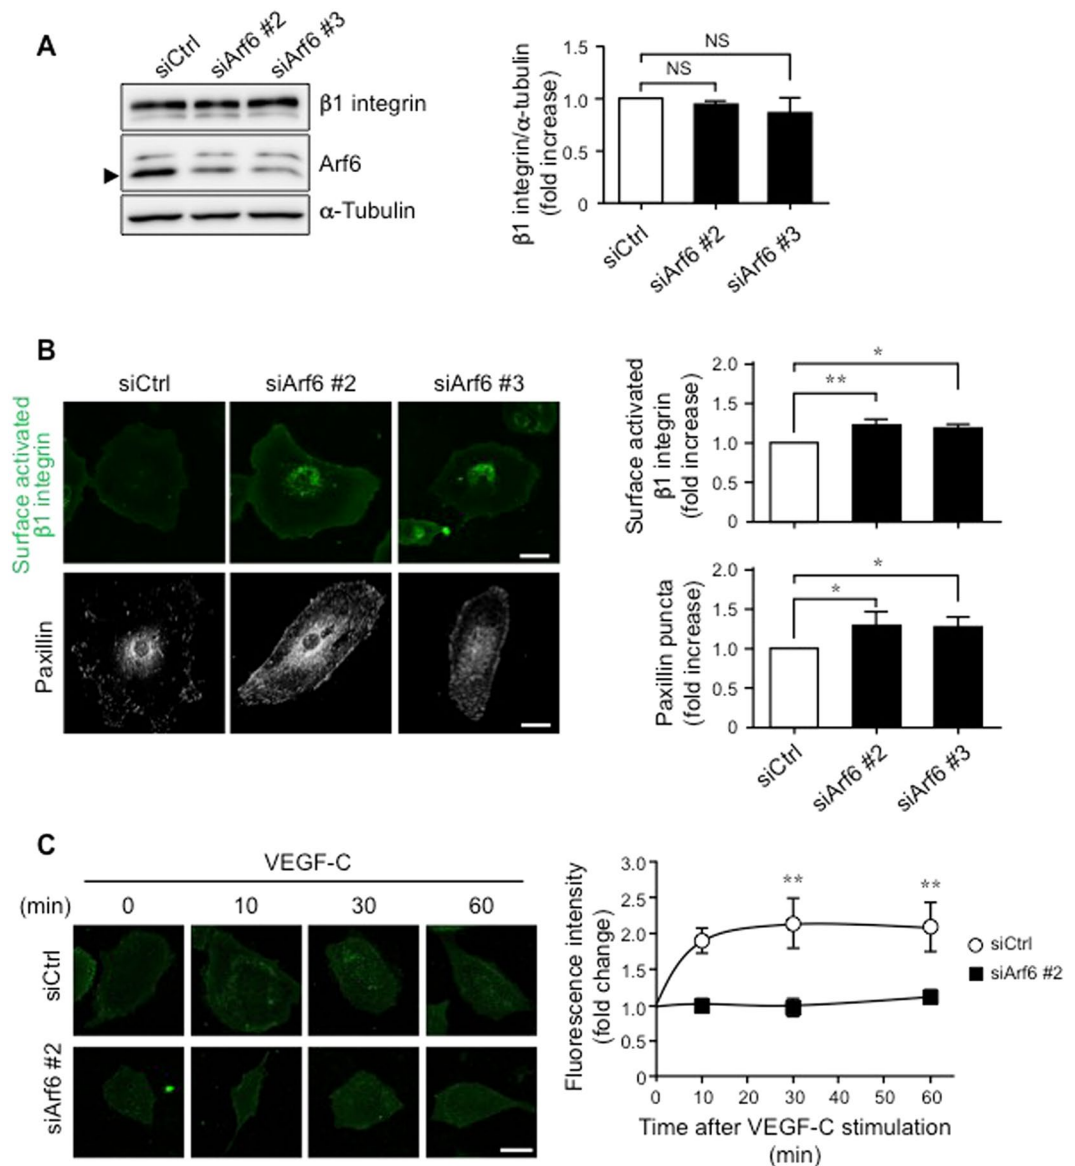 A
siCtrl
siArf6 #2
siArf6 #3
β1 integrin
Arf6
α-Tubulin
β1 integrin/α-tubulin
(fold increase)
1.5
1.0
0.5
0
NS
NS
siCtrl
siArf6 #2
siArf6 #3
B
siCtrl
siArf6 #2
siArf6 #3
Surface activated
β1 integrin
Paxillin
Surface activated
β1 integrin
(fold increase)
2.0
1.5
1.0
0.5
0
*
**
Paxillin puncta
(fold increase)
2.0
1.5
1.0
0.5
0
*
*
siCtrl
siArf6 #2
siArf6 #3
C
VEGF-C
(min) 0 10 30 60
siCtrl
siArf6 #2
Fluorescence intensity
(fold change)
3.0
2.5
2.0
1.5
1.0
0.5
0
** **
siCtrl
siArf6 #2
0 10 20 30 40 50 60
Time after VEGF-C stimulation
(min)